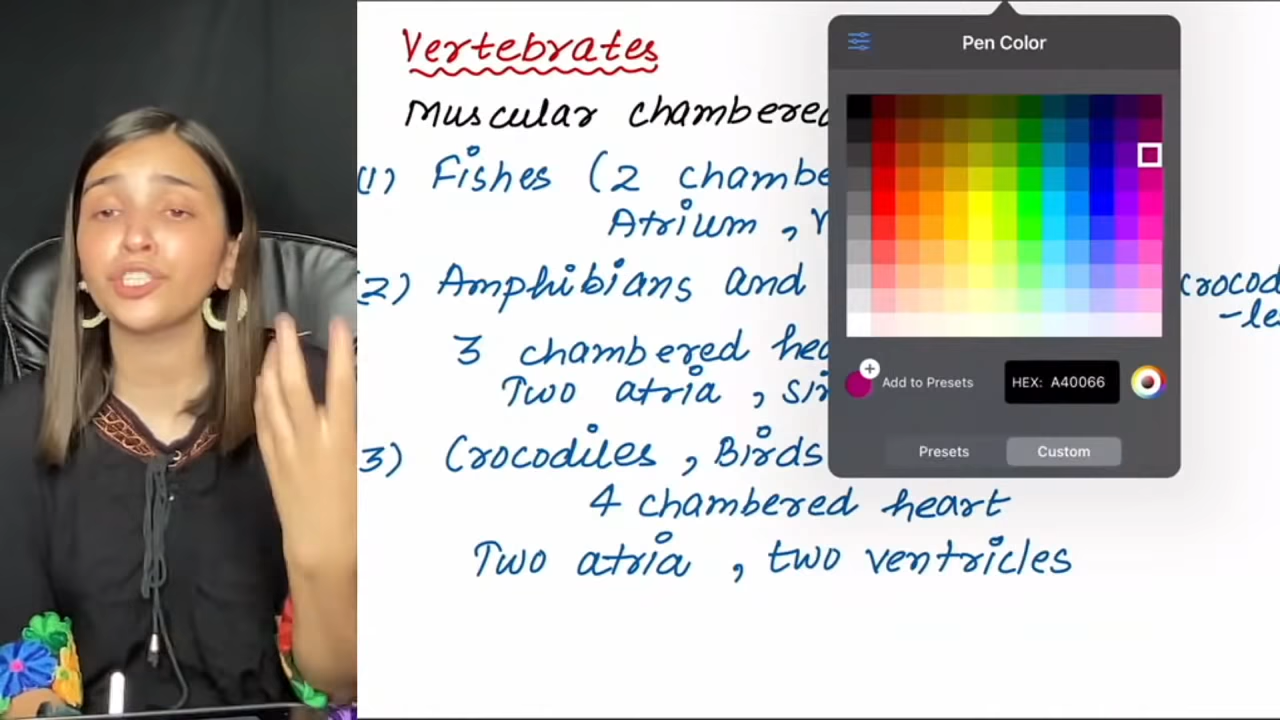 Vertebrates
Muscular chambered
(1) Fishes (2 chambe
Atrium , V
(2) Amphibians and
crocod
-le
3 chambered hea
Two atria , sin
3) Crocodiles , Birds
4 chambered heart
Two atria , two ventricles
Pen Color
Add to Presets
HEX: A40066
Presets
Custom